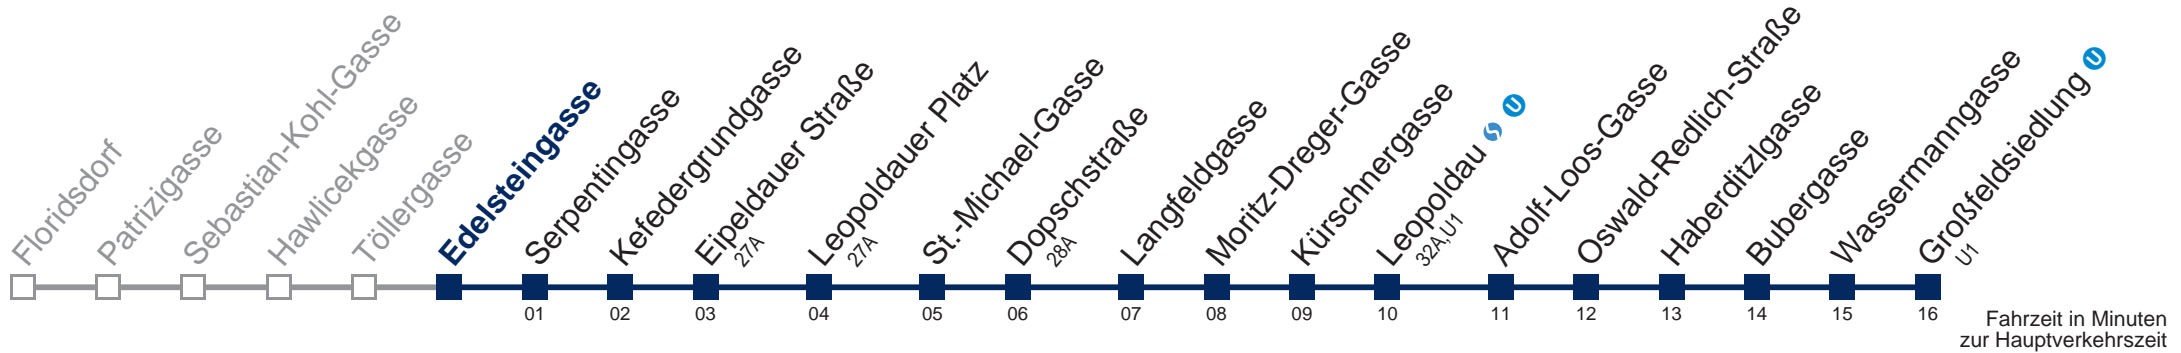 Floridsdorf
Patrizigasse
Sebastian-Kohl-Gasse
Hawlicekgasse
Töllergasse
Edelsteingasse
Serpentingasse
01
Kefedergrundgasse
02
Eipeldauer Straße
27A
03
Leopoldauer Platz
27A
04
St.-Michael-Gasse
05
Dopschstraße
28A
06
Langfeldgasse
07
Moritz-Dreger-Gasse
08
Kürschnergasse
09
Leopoldau U
32A,U1
10
Adolf-Loos-Gasse
11
Oswald-Redlich-Straße
12
Haberditzlgasse
13
Bubergasse
14
Wassermanngasse
15
Großfeldsiedlung U
U1
16
Fahrzeit in Minuten
zur Hauptverkehrszeit